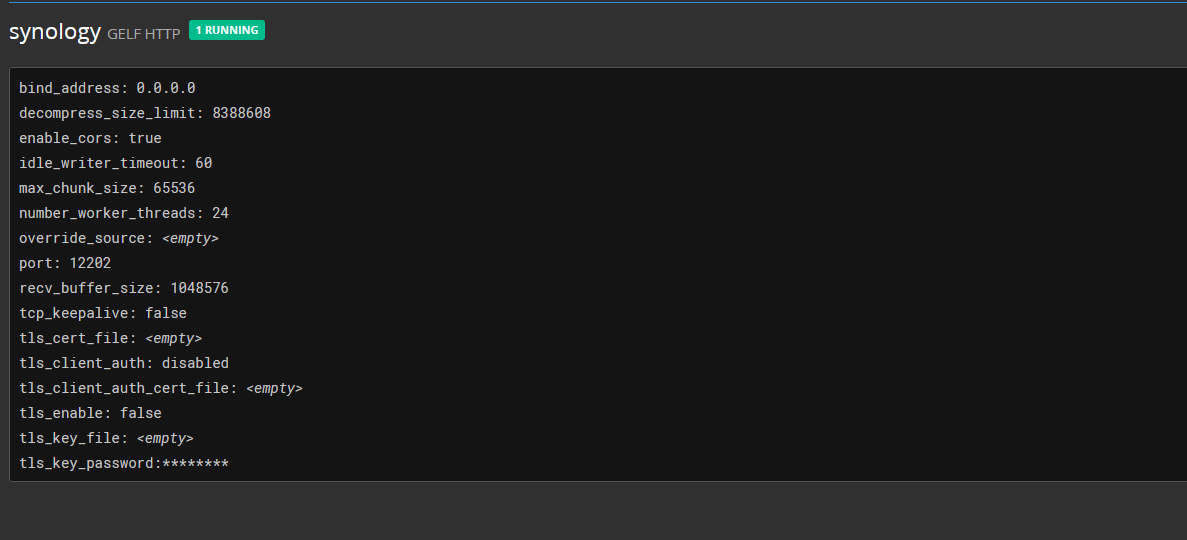 synology GELF HTTP 1 RUNNING
bind_address: 0.0.0.0
decompress_size_limit: 8388608
enable_cors: true
idle_writer_timeout: 60
max_chunk_size: 65536
number_worker_threads: 24
override_source: <empty>
port: 12202
recv_buffer_size: 1048576
tcp_keepalive: false
tls_cert_file: <empty>
tls_client_auth: disabled
tls_client_auth_cert_file: <empty>
tls_enable: false
tls_key_file: <empty>
tls_key_password:********